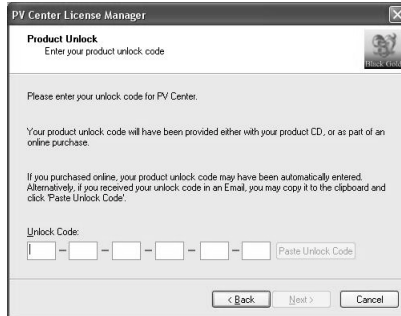 PV Center License Manager
Product Unlock
Enter your product unlock code
Black Gold
Please enter your unlock code for PV Center.
Your product unlock code will have been provided either with your product CD, or as part of an
online purchase.
If you purchased online, your product unlock code may have been automatically entered.
Alternatively, if you received your unlock code in an Email, you may copy it to the clipboard and
click 'Paste Unlock Code'.
Unlock Code:
- - - - - Paste Unlock Code
< Back Next > Cancel